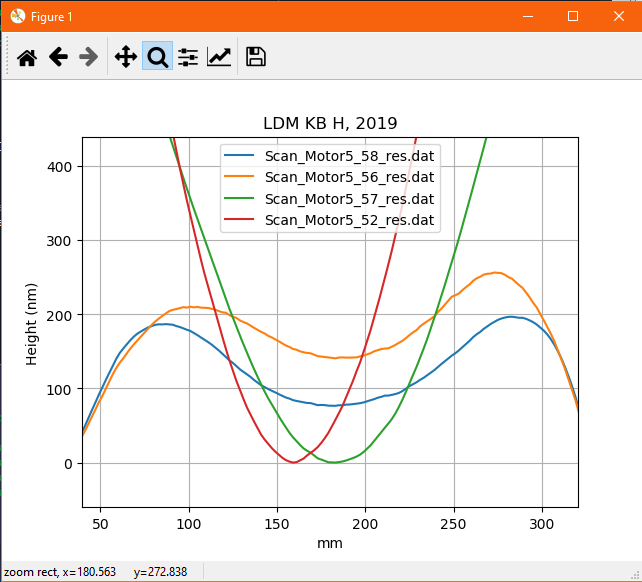 Figure 1
LDM KB H, 2019
Scan_Motor5_58_res.dat
Scan_Motor5_56_res.dat
Scan_Motor5_57_res.dat
Scan_Motor5_52_res.dat
Height (nm)
400
300
200
100
0
50 100 150 200 250 300
mm
zoom rect, x=180.563 y=272.838